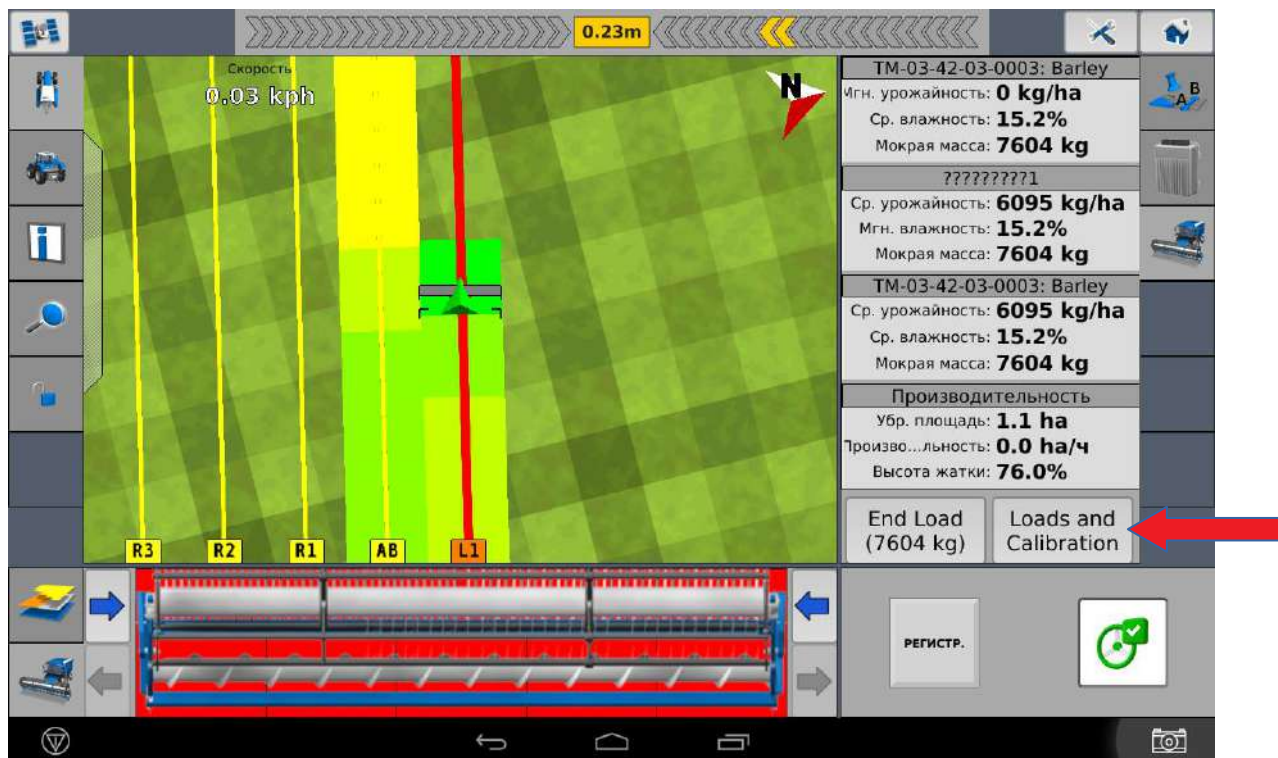 0.23m
Скорость
0.03 kph
N
A B
TM-03-42-03-0003: Barley
Мгн. урожайность: 0 kg/ha
Ср. влажность: 15.2%
Мокрая масса: 7604 kg
?????????1
Ср. урожайность: 6095 kg/ha
Мгн. влажность: 15.2%
Мокрая масса: 7604 kg
TM-03-42-03-0003: Barley
Ср. урожайность: 6095 kg/ha
Ср. влажность: 15.2%
Мокрая масса: 7604 kg
Производительность
Убр. площадь: 1.1 ha
Произво...льность: 0.0 ha/ч
Высота жатки: 76.0%
End Load
(7604 kg)
Loads and
Calibration
R3 R2 R1 AB L1
РЕГИСТР.